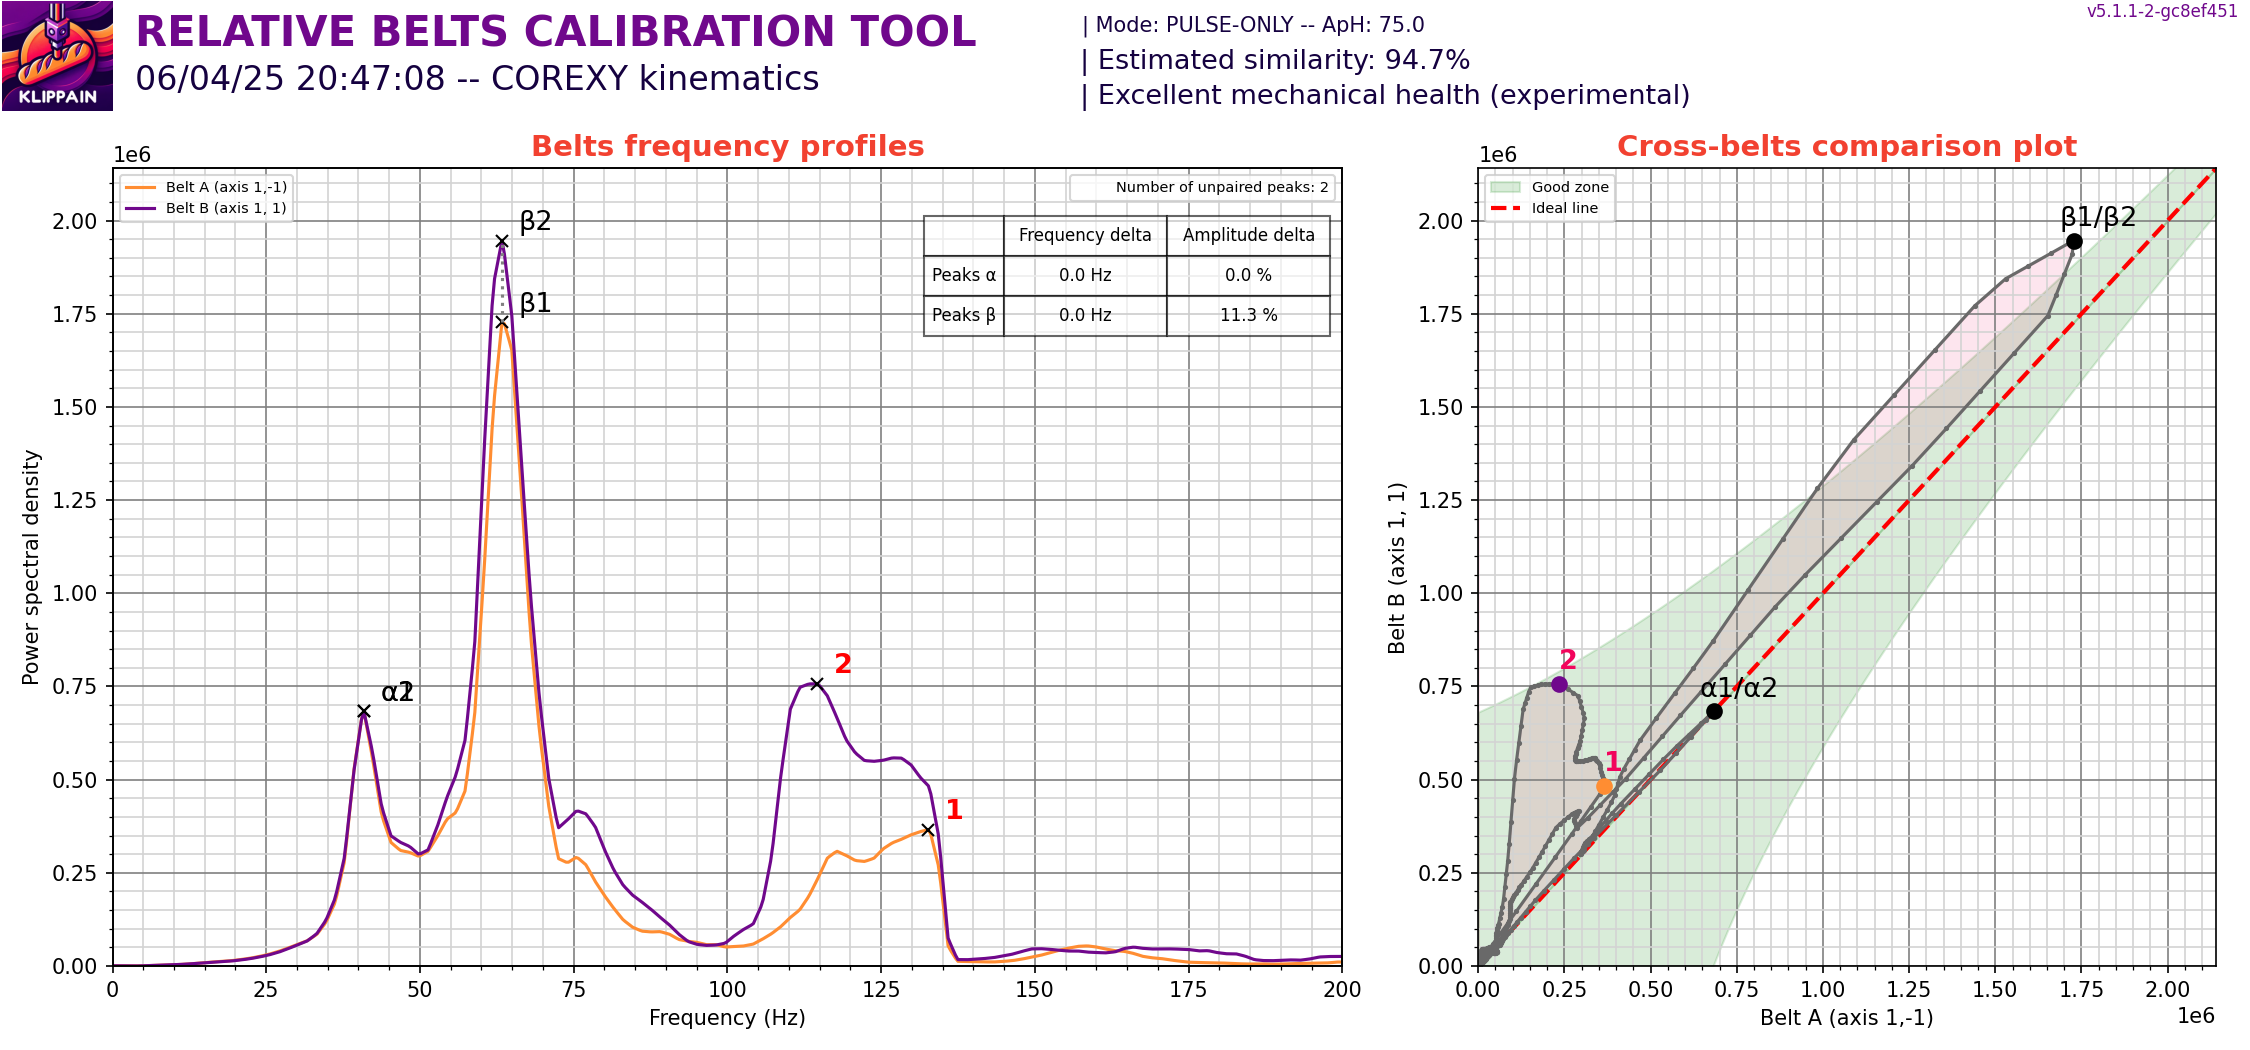 KLIPPAIN
RELATIVE BELTS CALIBRATION TOOL
06/04/25 20:47:08 -- COREXY kinematics
| Mode: PULSE-ONLY -- ApH: 75.0
| Estimated similarity: 94.7%
| Excellent mechanical health (experimental)
v5.1.1-2-gc8ef451
Belts frequency profiles
1e6
Belt A (axis 1,-1)
Belt B (axis 1, 1)
Number of unpaired peaks: 2
Frequency delta Amplitude delta
Peaks α 0.0 Hz 0.0 %
Peaks β 0.0 Hz 11.3 %
β2
β1
α1
α2
2
1
Power spectral density
2.00
1.75
1.50
1.25
1.00
0.75
0.50
0.25
0.00
0 25 50 75 100 125 150 175 200
Frequency (Hz)
Cross-belts comparison plot
1e6
Good zone
Ideal line
β1/β2
2
α1/α2
1
Belt B (axis 1, 1)
2.00
1.75
1.50
1.25
1.00
0.75
0.50
0.25
0.00
0.00 0.25 0.50 0.75 1.00 1.25 1.50 1.75 2.00
Belt A (axis 1,-1)
1e6